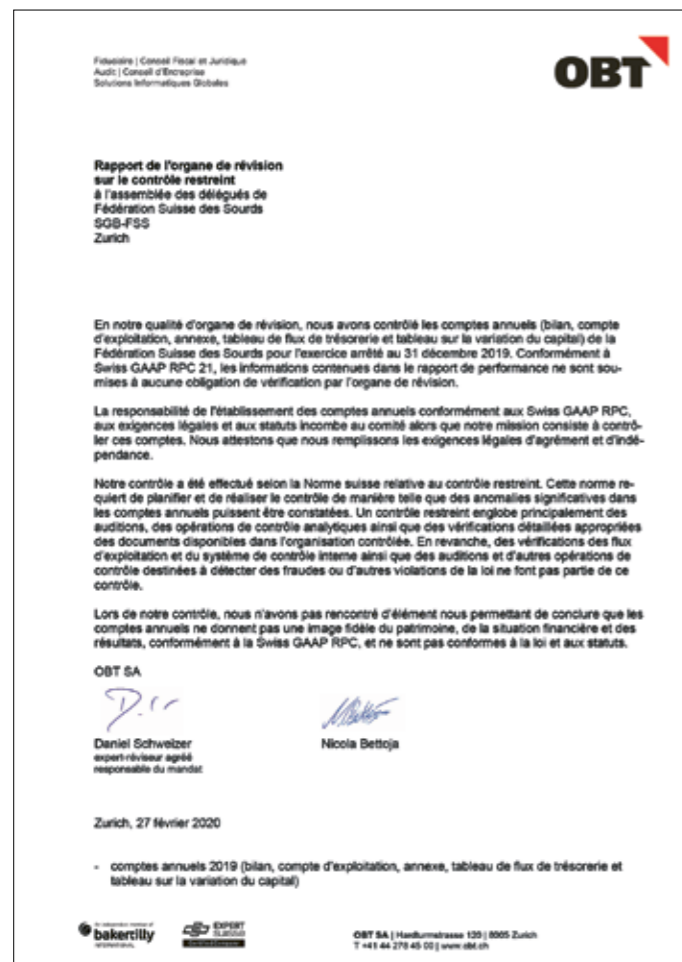 Fiduciaire | Conseil Fiscal et Juridique
Audit | Conseil d'Entreprise
Solutions Informatiques Globales
OBT
Rapport de l'organe de révision
sur le contrôle restreint
à l'assemblée des délégués de
Fédération Suisse des Sourds
SGB-FSS
Zurich
En notre qualité d'organe de révision, nous avons contrôlé les comptes annuels (bilan, compte
d'exploitation, annexe, tableau de flux de trésorerie et tableau sur la variation du capital) de la
Fédération Suisse des Sourds pour l'exercice arrêté au 31 décembre 2019. Conformément à
Swiss GAAP RPC 21, les informations contenues dans le rapport de performance ne sont sou-
mises à aucune obligation de vérification par l'organe de révision.
La responsabilité de l'établissement des comptes annuels conformément aux Swiss GAAP RPC,
aux exigences légales et aux statuts incombe au comité alors que notre mission consiste à contrô-
ler ces comptes. Nous attestons que nous remplissons les exigences légales d'agrément et d'indé-
pendance.
Notre contrôle a été effectué selon la Norme suisse relative au contrôle restreint. Cette norme re-
quiert de planifier et de réaliser le contrôle de manière telle que des anomalies significatives dans
les comptes annuels puissent être constatées. Un contrôle restreint englobe principalement des
auditions, des opérations de contrôle analytiques ainsi que des vérifications détaillées appropriées
des documents disponibles dans l'organisation contrôlée. En revanche, des vérifications des flux
d'exploitation et du système de contrôle interne ainsi que des auditions et d'autres opérations de
contrôle destinées à détecter des fraudes ou d'autres violations de la loi ne font pas partie de ce
contrôle.
Lors de notre contrôle, nous n'avons pas rencontré d'élément nous permettant de conclure que les
comptes annuels ne donnent pas une image fidèle du patrimoine, de la situation financière et des
résultats, conformément à la Swiss GAAP RPC, et ne sont pas conformes à la loi et aux statuts.
OBT SA
Daniel Schweizer
expert-réviseur agréé
responsable du mandat
Nicola Bettoja
Zurich, 27 février 2020
- comptes annuels 2019 (bilan, compte d'exploitation, annexe, tableau de flux de trésorerie et
tableau sur la variation du capital)
bakertilly
INTERNATIONAL
EXPERT
SUISSE
OBT SA | Hardturmstrasse 120 | 8005 Zurich
T +41 44 278 45 00 | www.obt.ch